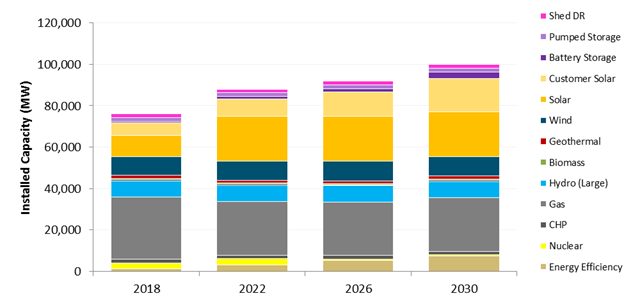 120,000
100,000
80,000
60,000
40,000
20,000
0
Installed Capacity (MW)
2018
2022
2026
2030
Shed DR
Pumped Storage
Battery Storage
Customer Solar
Solar
Wind
Geothermal
Biomass
Hydro (Large)
Gas
CHP
Nuclear
Energy Efficiency